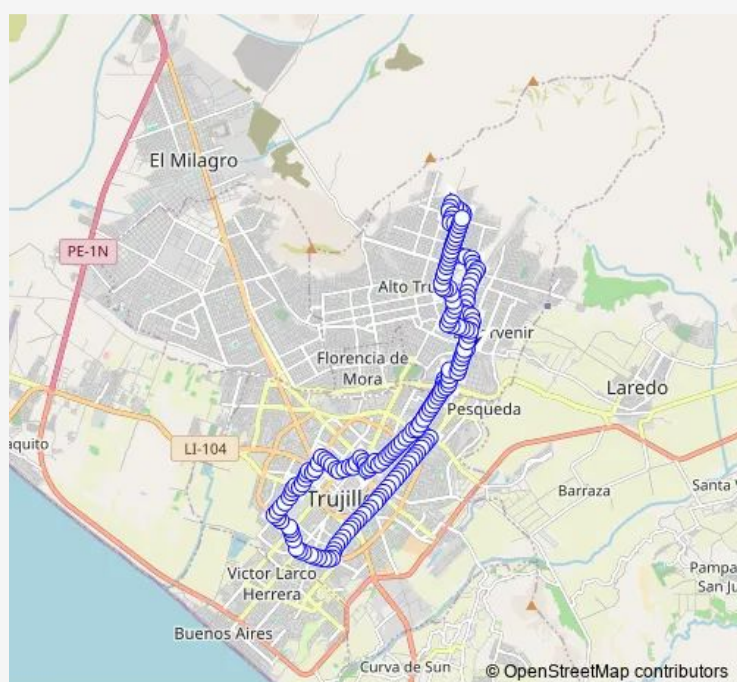 El Milagro
PE-1N
Alto Tru
rvenir
Florencia de
Mora
Laredo
Pesqueda
aquito
LI-104
Trujill
Barraza
Santa V
Victor Larco
Herrera
Pampa
San Ju
Buenos Aires
Curva de Sun
© OpenStreetMap contributors